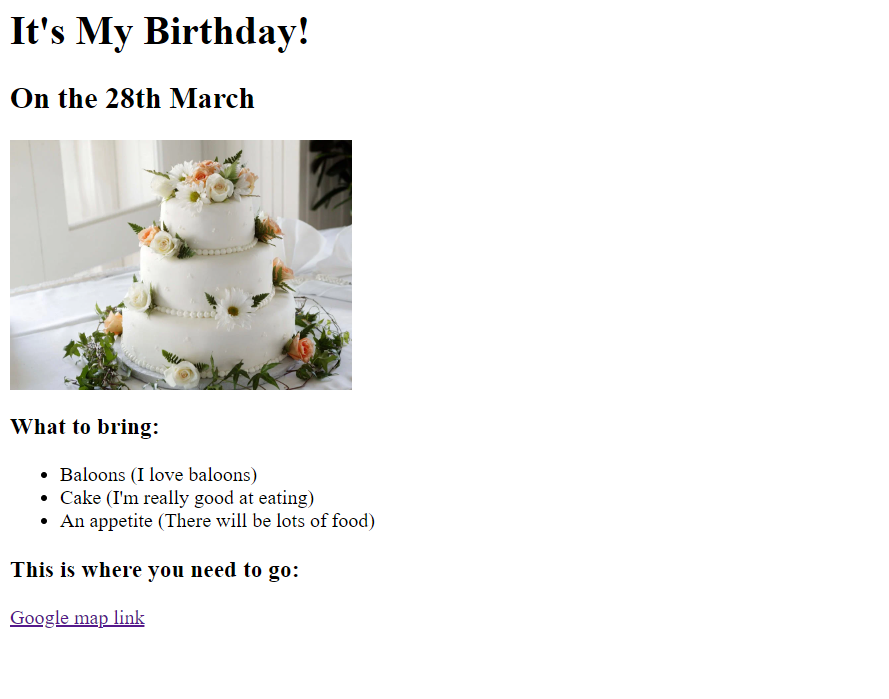 It's My Birthday!
On the 28th March
What to bring:
Baloons (I love baloons)
Cake (I'm really good at eating)
An appetite (There will be lots of food)
This is where you need to go:
Google map link